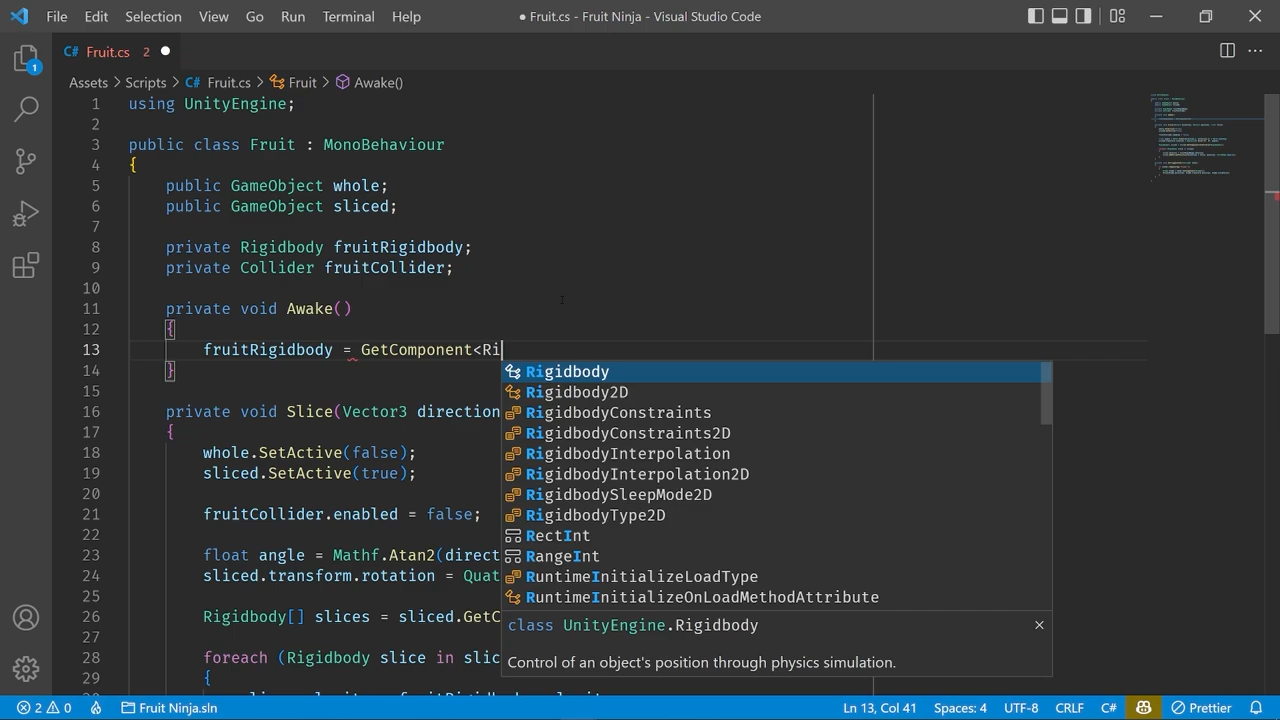 File Edit Selection View Go Run Terminal Help
● Fruit.cs - Fruit Ninja - Visual Studio Code
C# Fruit.cs 2 ●
1
Assets > Scripts > C# Fruit.cs > Fruit > Awake()
1 using UnityEngine;
2
3 public class Fruit : MonoBehaviour
4 {
5 public GameObject whole;
6 public GameObject sliced;
7
8 private Rigidbody fruitRigidbody;
9 private Collider fruitCollider;
10
11 private void Awake()
12 {
13 fruitRigidbody = GetComponent<Ri
14 }
Rigidbody
Rigidbody2D
RigidbodyConstraints
RigidbodyConstraints2D
RigidbodyInterpolation
RigidbodyInterpolation2D
RigidbodySleepMode2D
RigidbodyType2D
RectInt
RangeInt
RuntimeInitializeLoadType
RuntimeInitializeOnLoadMethodAttribute
class UnityEngine.Rigidbody
Control of an object's position through physics simulation.
15
16 private void Slice(Vector3 direction
17 {
18 whole.SetActive(false);
19 sliced.SetActive(true);
20
21 fruitCollider.enabled = false;
22
23 float angle = Mathf.Atan2(direct
24 sliced.transform.rotation = Quat
25
26 Rigidbody[] slices = sliced.GetC
27
28 foreach (Rigidbody slice in slic
29 {
2 0 Fruit Ninja.sln Ln 13, Col 41 Spaces: 4 UTF-8 CRLF C# Prettier